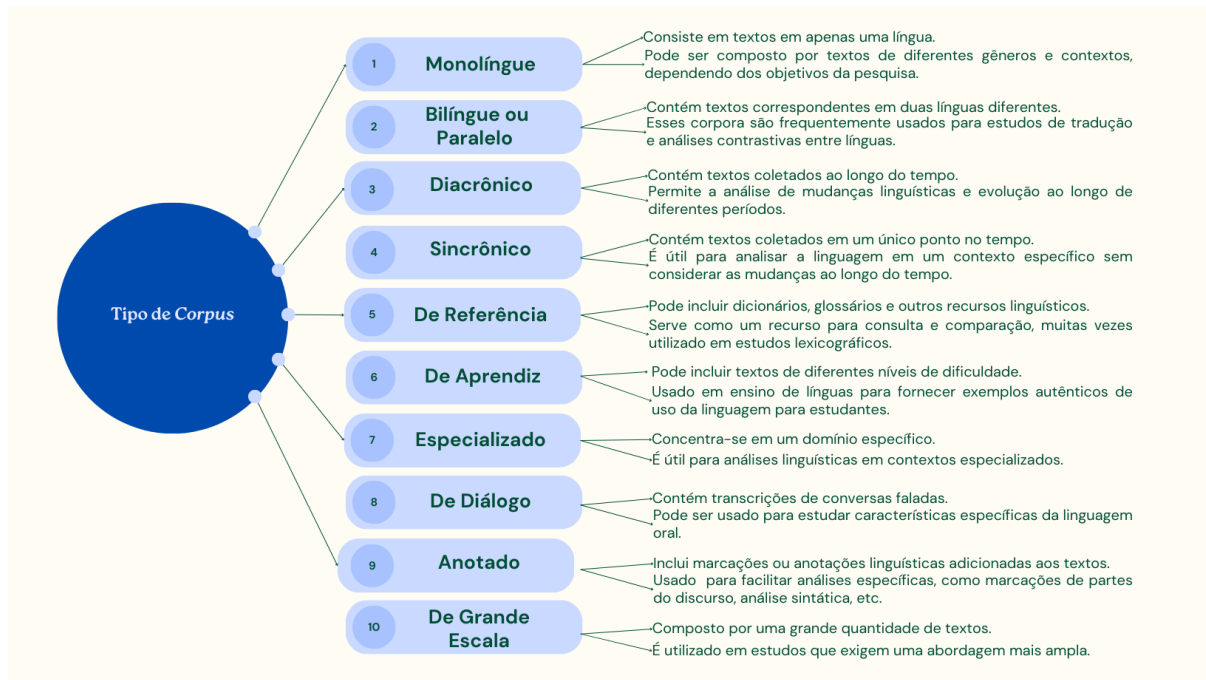 Tipo de Corpus
1
Monolíngue
Consiste em textos em apenas uma língua.
Pode ser composto por textos de diferentes gêneros e contextos,
dependendo dos objetivos da pesquisa.
2
Bilíngue ou
Paralelo
Contém textos correspondentes em duas línguas diferentes.
Esses corpora são frequentemente usados para estudos de tradução
e análises contrastivas entre línguas.
3
Diacrônico
Contém textos coletados ao longo do tempo.
Permite a análise de mudanças linguísticas e evolução ao longo de
diferentes períodos.
4
Sincrônico
Contém textos coletados em um único ponto no tempo.
É útil para analisar a linguagem em um contexto específico sem
considerar as mudanças ao longo do tempo.
5
De Referência
Pode incluir dicionários, glossários e outros recursos linguísticos.
Serve como um recurso para consulta e comparação, muitas vezes
utilizado em estudos lexicográficos.
6
De Aprendiz
Pode incluir textos de diferentes níveis de dificuldade.
Usado em ensino de línguas para fornecer exemplos autênticos de
uso da linguagem para estudantes.
7
Especializado
Concentra-se em um domínio específico.
É útil para análises linguísticas em contextos especializados.
8
De Diálogo
Contém transcrições de conversas faladas.
Pode ser usado para estudar características específicas da linguagem
oral.
9
Anotado
Inclui marcações ou anotações linguísticas adicionadas aos textos.
Usado para facilitar análises específicas, como marcações de partes
do discurso, análise sintática, etc.
10
De Grande
Escala
Composto por uma grande quantidade de textos.
É utilizado em estudos que exigem uma abordagem mais ampla.